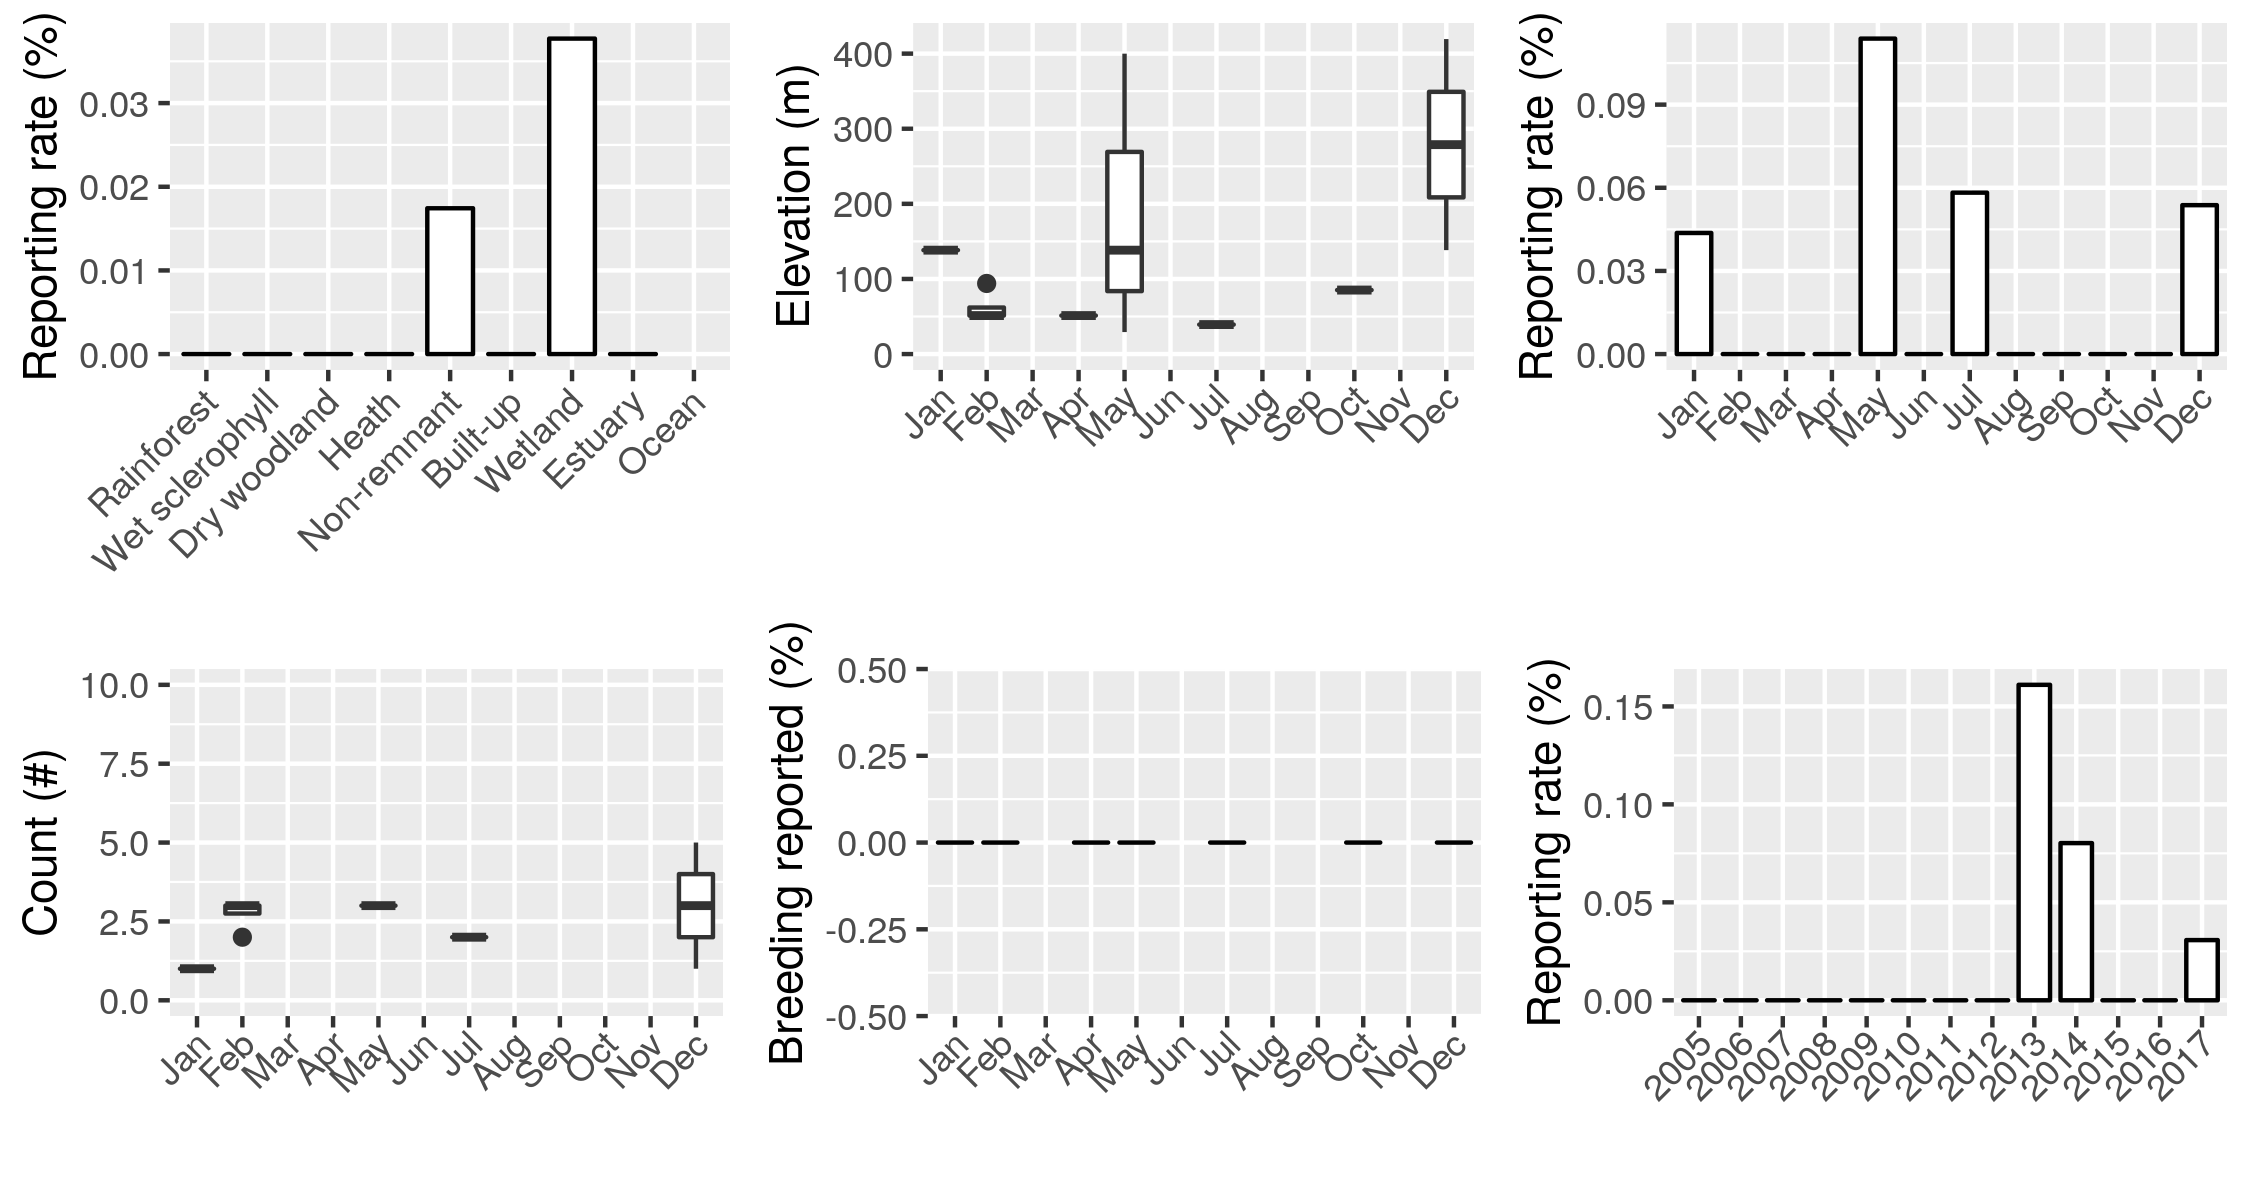 Reporting rate (%)
0.03
0.02
0.01
0.00
Rainforest
Wet sclerophyll
Dry woodland
Heath
Non-remnant
Built-up
Wetland
Estuary
Ocean
Elevation (m)
400
300
200
100
0
Jan
Feb
Mar
Apr
May
Jun
Jul
Aug
Sep
Oct
Nov
Dec
Reporting rate (%)
0.09
0.06
0.03
0.00
Jan
Feb
Mar
Apr
May
Jun
Jul
Aug
Sep
Oct
Nov
Dec
Count (#)
10.0
7.5
5.0
2.5
0.0
Jan
Feb
Mar
Apr
May
Jun
Jul
Aug
Sep
Oct
Nov
Dec
Breeding reported (%)
0.50
0.25
0.00
-0.25
-0.50
Jan
Feb
Mar
Apr
May
Jun
Jul
Aug
Sep
Oct
Nov
Dec
Reporting rate (%)
0.15
0.10
0.05
0.00
2005
2006
2007
2008
2009
2010
2011
2012
2013
2014
2015
2016
2017